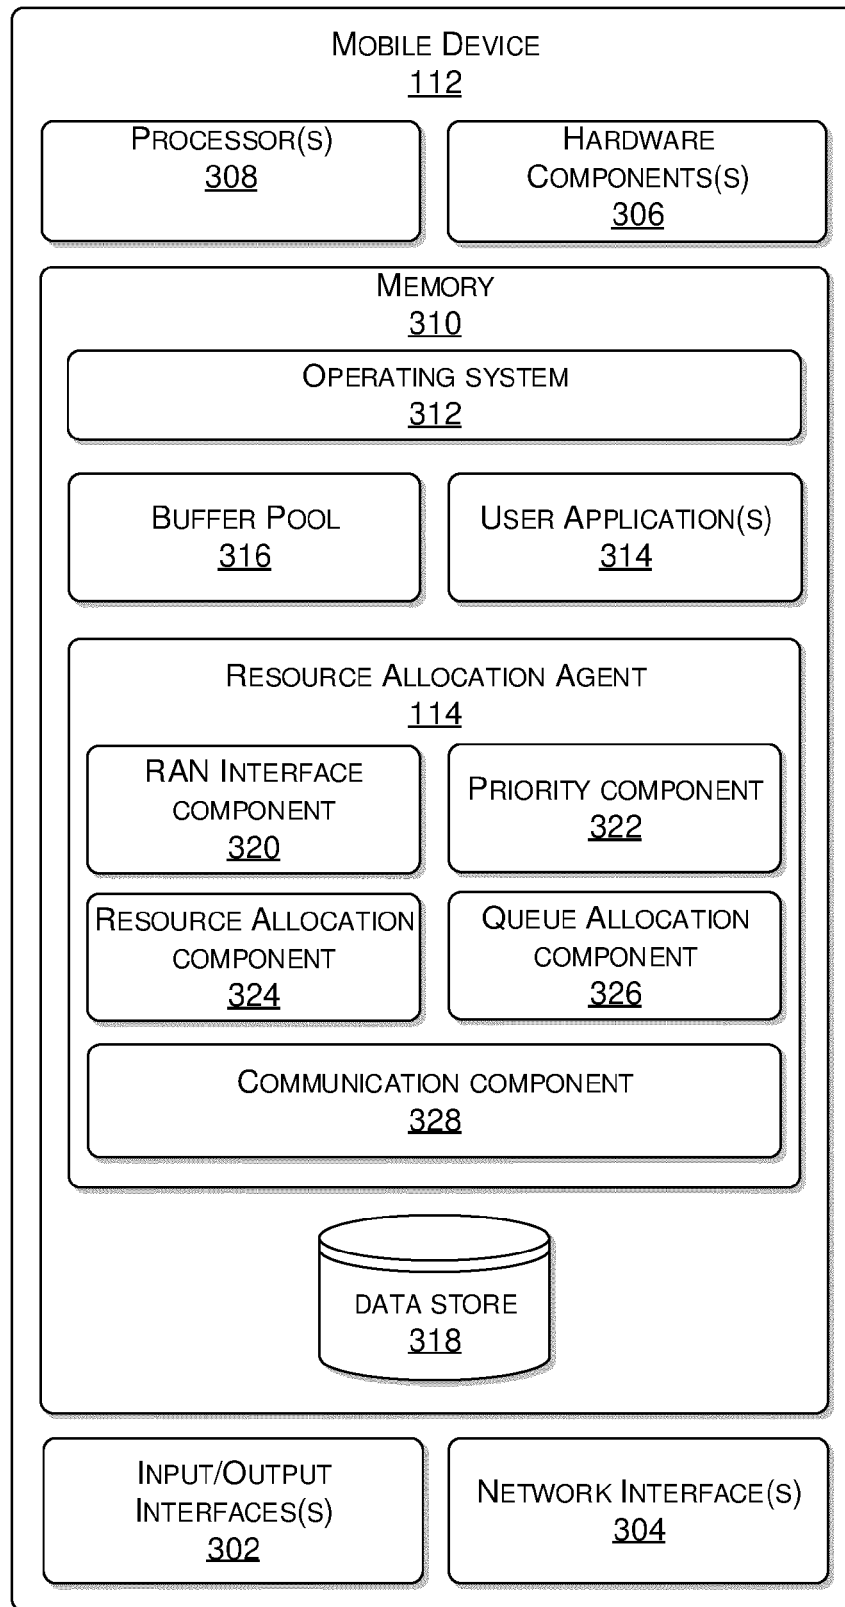 MOBILE DEVICE
112
PROCESSOR(S)
308
HARDWARE
COMPONENTS(S)
306
MEMORY
310
OPERATING SYSTEM
312
BUFFER POOL
316
USER APPLICATION(S)
314
RESOURCE ALLOCATION AGENT
114
RAN INTERFACE
COMPONENT
320
PRIORITY COMPONENT
322
RESOURCE ALLOCATION
COMPONENT
324
QUEUE ALLOCATION
COMPONENT
326
COMMUNICATION COMPONENT
328
DATA STORE
318
INPUT/OUTPUT
INTERFACES(S)
302
NETWORK INTERFACE(S)
304